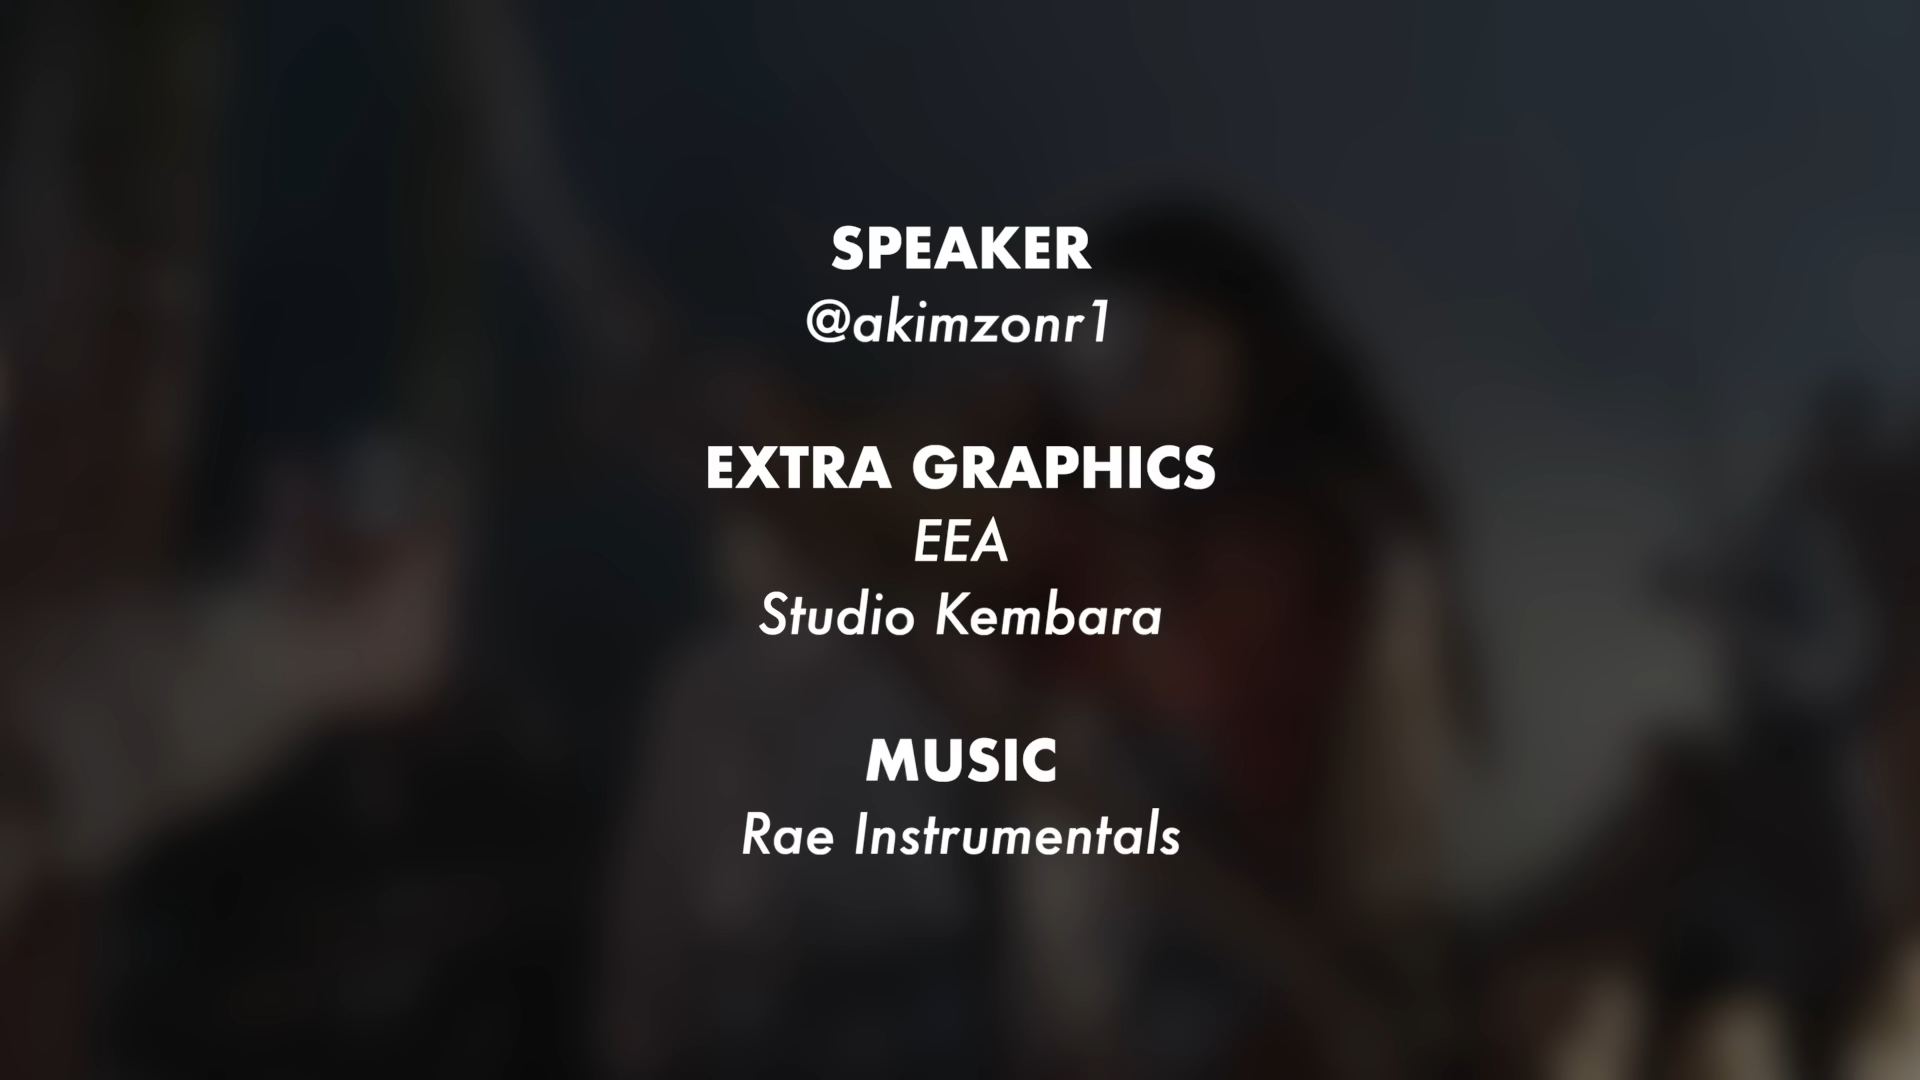 SPEAKER
@akimzonr1
EXTRA GRAPHICS
EEA
Studio Kembara
MUSIC
Rae Instrumentals